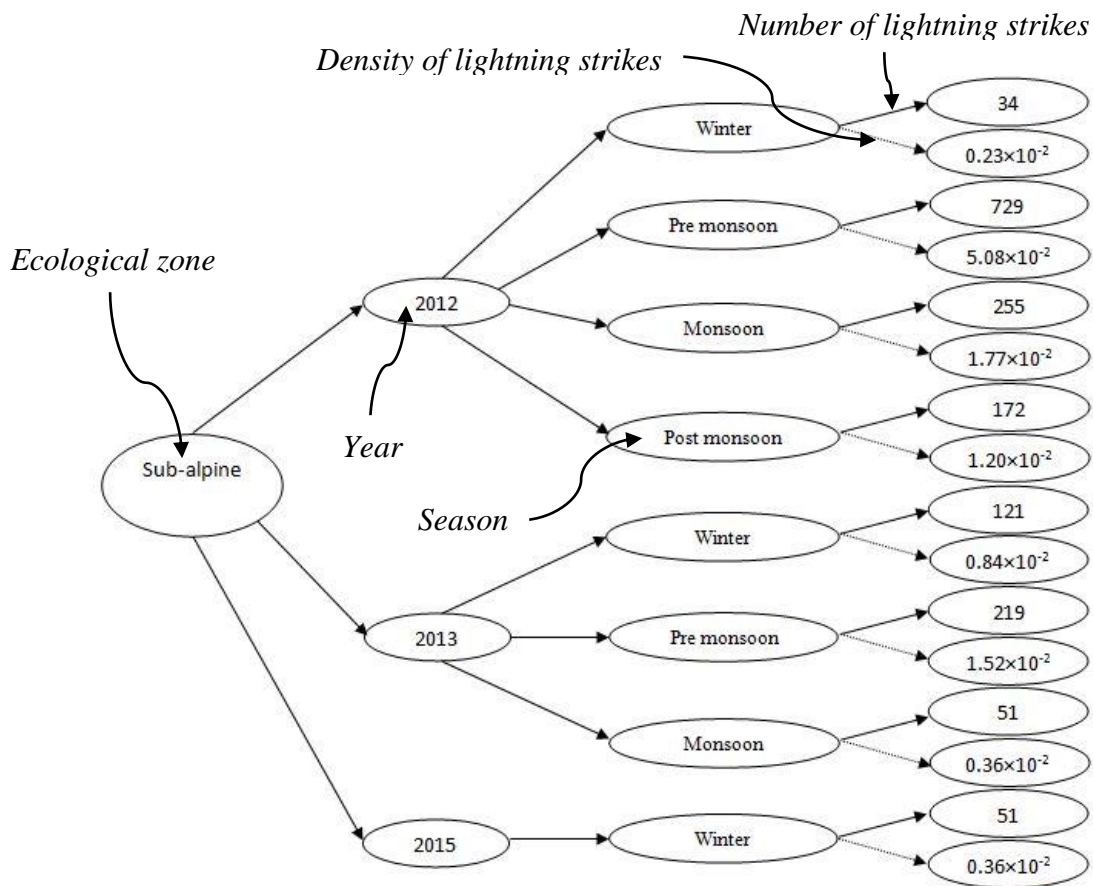 Number of lightning strikes
Density of lightning strikes
34
Winter
0.23×10⁻²
729
Pre monsoon
5.08×10⁻²
Ecological zone
2012
255
Monsoon
1.77×10⁻²
172
Year
Post monsoon
Sub-alpine
1.20×10⁻²
Season
121
Winter
0.84×10⁻²
219
2013
Pre monsoon
1.52×10⁻²
51
Monsoon
0.36×10⁻²
51
2015
Winter
0.36×10⁻²